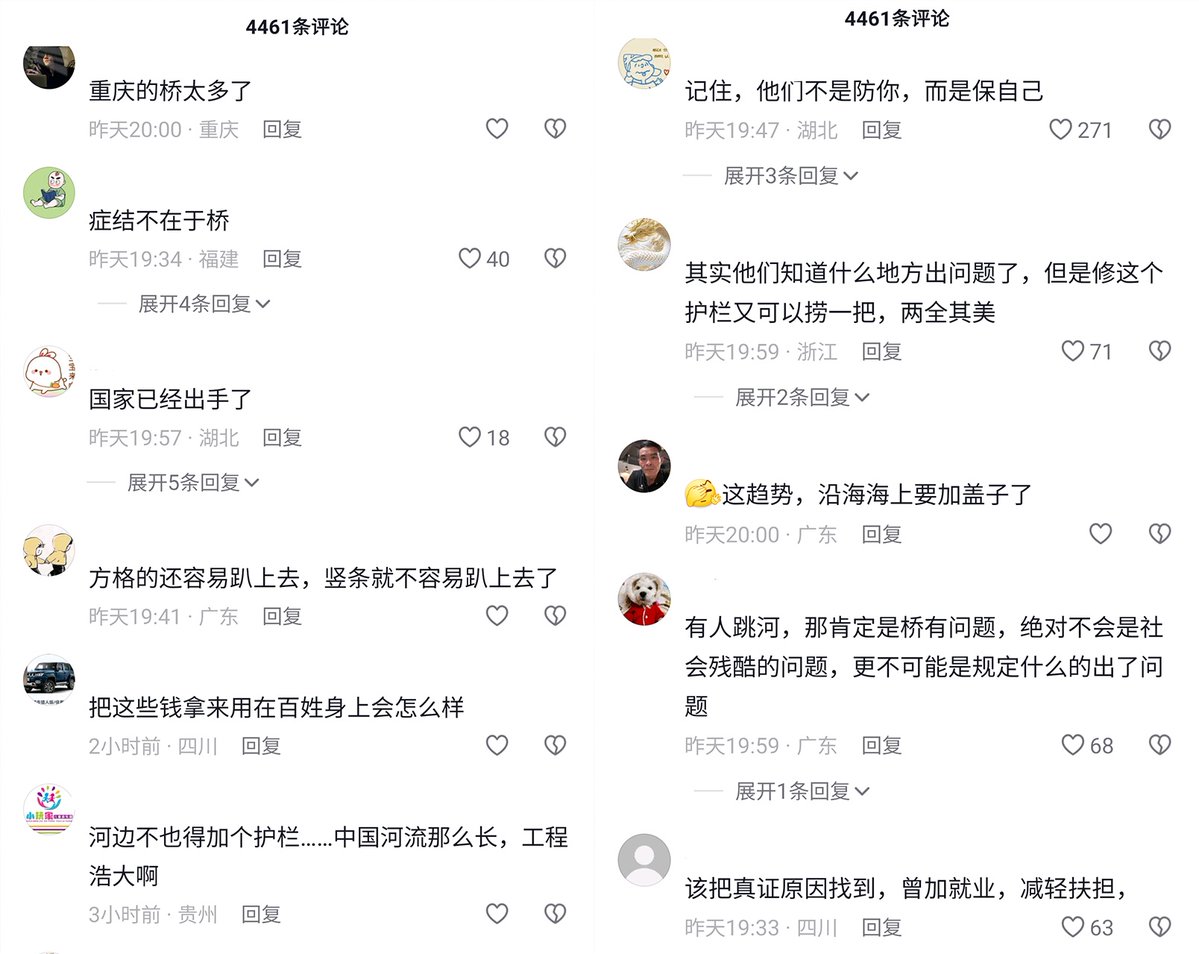 4461条评论
重庆的桥太多了
昨天20:00 · 重庆 回复
症结不在于桥
昨天19:34 · 福建 回复 40
展开4条回复
国家已经出手了
昨天19:57 · 湖北 回复 18
展开5条回复
方格的还容易趴上去，竖条就不容易趴上去了
昨天19:41 · 广东 回复
把这些钱拿来用在百姓身上会怎么样
2小时前 · 四川 回复
河边不也得加个护栏……中国河流那么长，工程
浩大啊
3小时前 · 贵州 回复
4461条评论
记住，他们不是防你，而是保自己
昨天19:47 · 湖北 回复 271
展开3条回复
其实他们知道什么地方出问题了，但是修这个
护栏又可以捞一把，两全其美
昨天19:59 · 浙江 回复 71
展开2条回复
这趋势，沿海海上要加盖子了
昨天20:00 · 广东 回复
有人跳河，那肯定是桥有问题，绝对不会是社
会残酷的问题，更不可能是规定什么的出了问
题
昨天19:59 · 广东 回复 68
展开1条回复
该把真证原因找到，曾加就业，减轻扶担，
昨天19:33 · 四川 回复 63